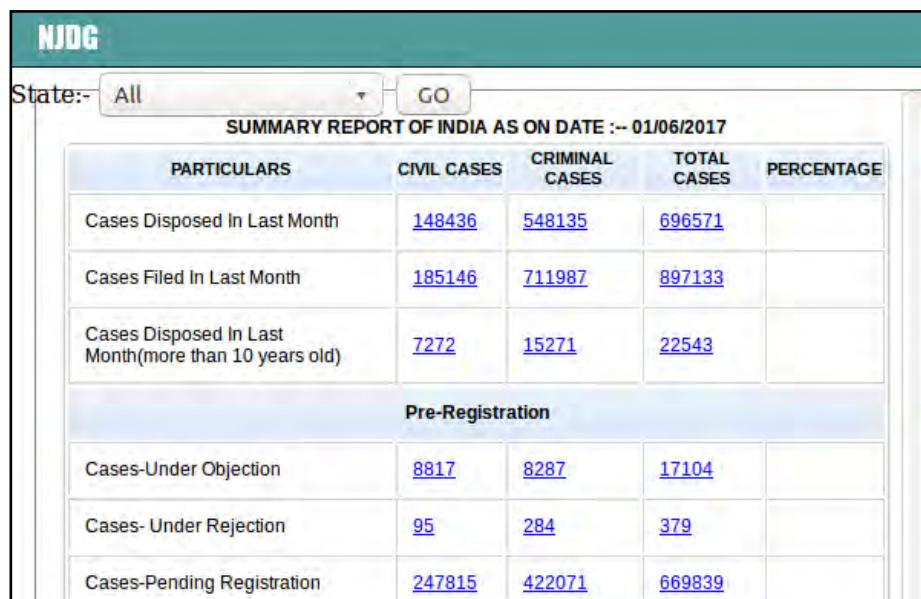 NJDG
State:- All GO
SUMMARY REPORT OF INDIA AS ON DATE :-- 01/06/2017
PARTICULARS CIVIL CASES CRIMINAL CASES TOTAL CASES PERCENTAGE
Cases Disposed In Last Month 148436 548135 696571
Cases Filed In Last Month 185146 711987 897133
Cases Disposed In Last
Month(more than 10 years old) 7272 15271 22543
Pre-Registration
Cases-Under Objection 8817 8287 17104
Cases- Under Rejection 95 284 379
Cases-Pending Registration 247815 422071 669839